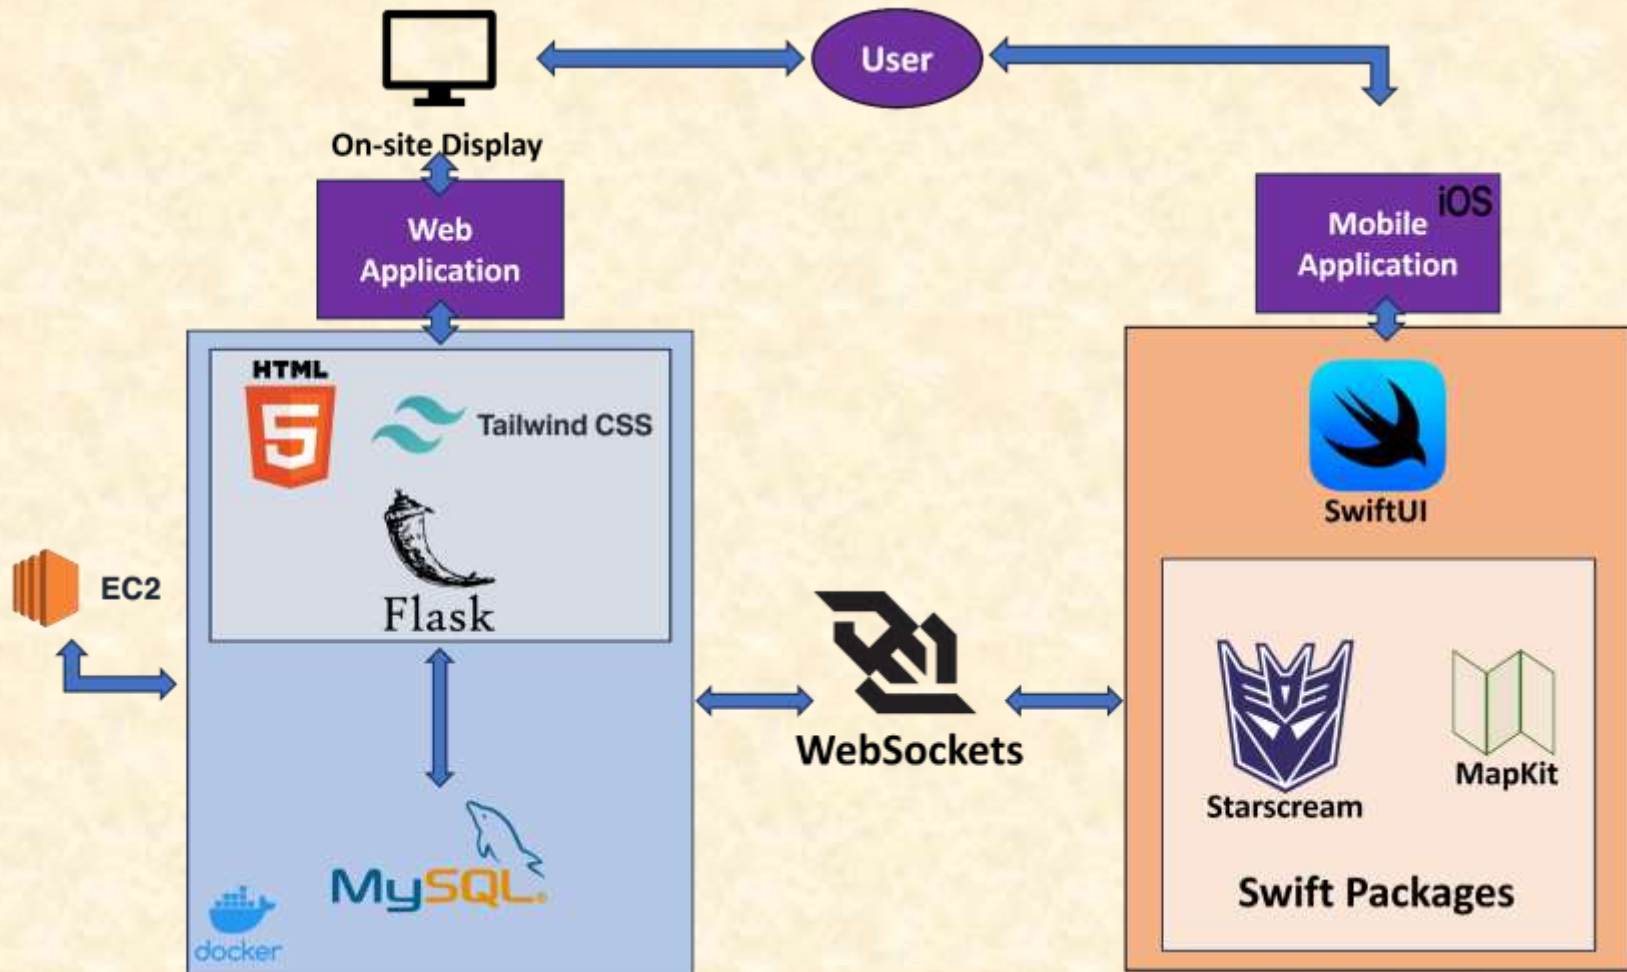 User
On-site Display
Web
Application
iOS
Mobile
Application
HTML
5
Tailwind CSS
Flask
SwiftUI
EC2
WebSockets
Starscream
MapKit
MySQL
docker
Swift Packages